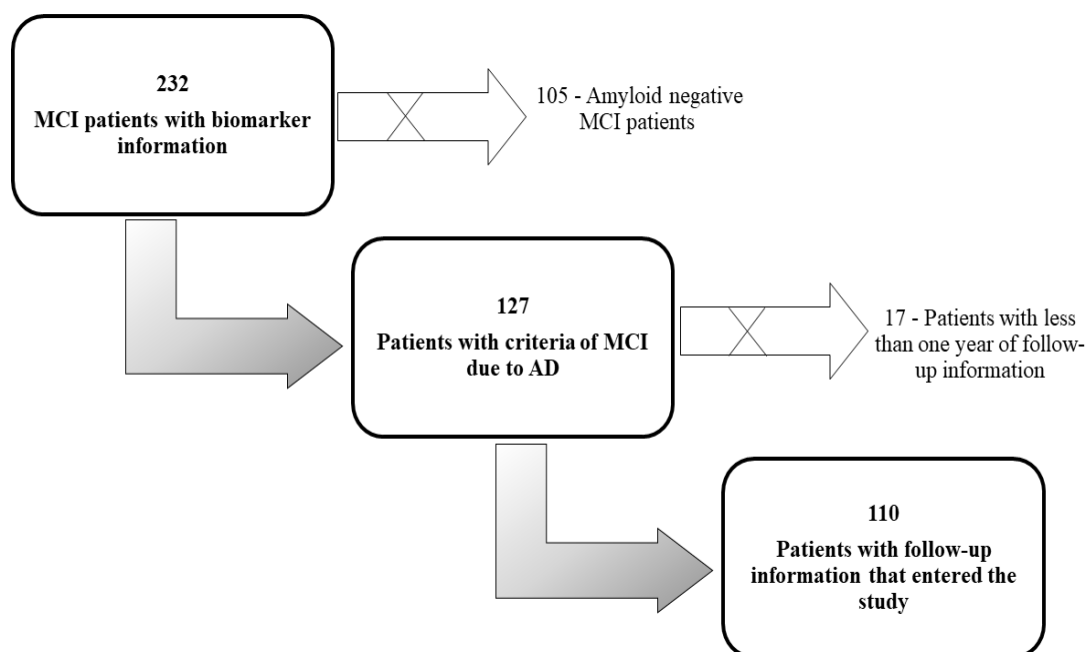 232
MCI patients with biomarker
information
105 - Amyloid negative
MCI patients
127
Patients with criteria of MCI
due to AD
17 - Patients with less
than one year of follow-
up information
110
Patients with follow-up
information that entered the
study